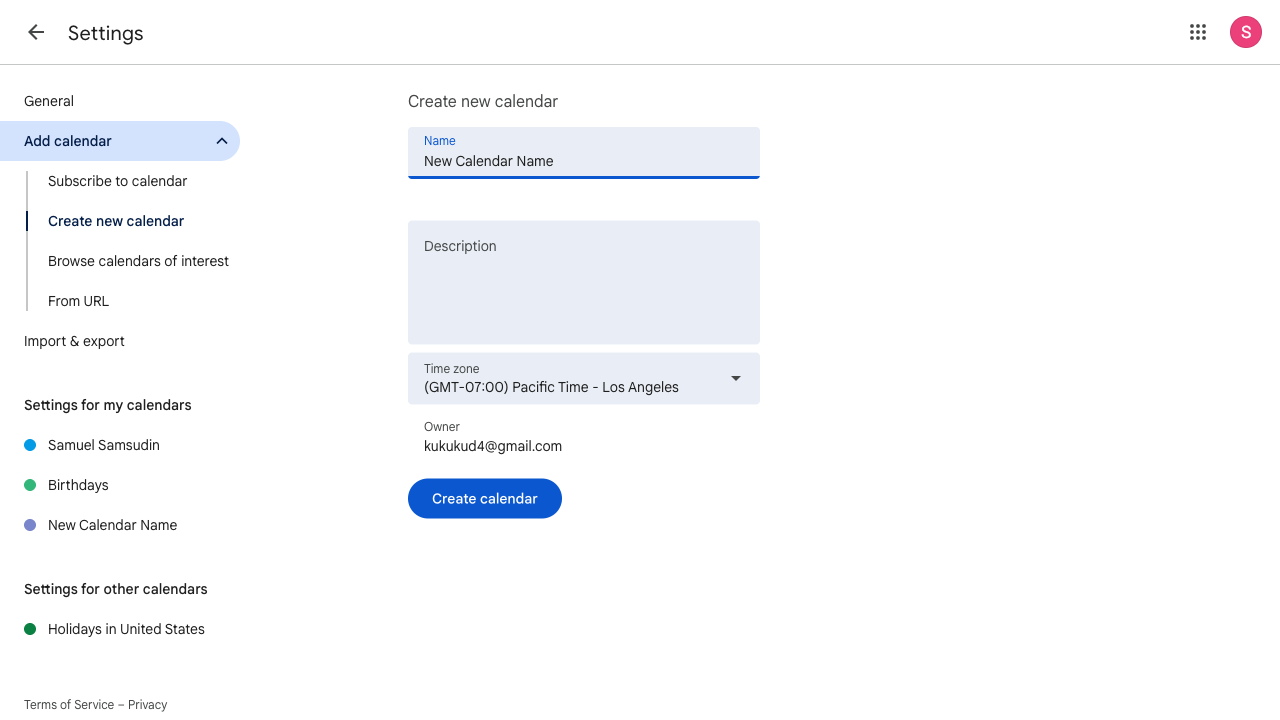 Settings
S
General
Add calendar
Subscribe to calendar
Create new calendar
Browse calendars of interest
From URL
Import & export
Settings for my calendars
Samuel Samsudin
Birthdays
New Calendar Name
Settings for other calendars
Holidays in United States
Terms of Service – Privacy
Create new calendar
Name
New Calendar Name
Description
Time zone
(GMT-07:00) Pacific Time - Los Angeles
Owner
kukukud4@gmail.com
Create calendar